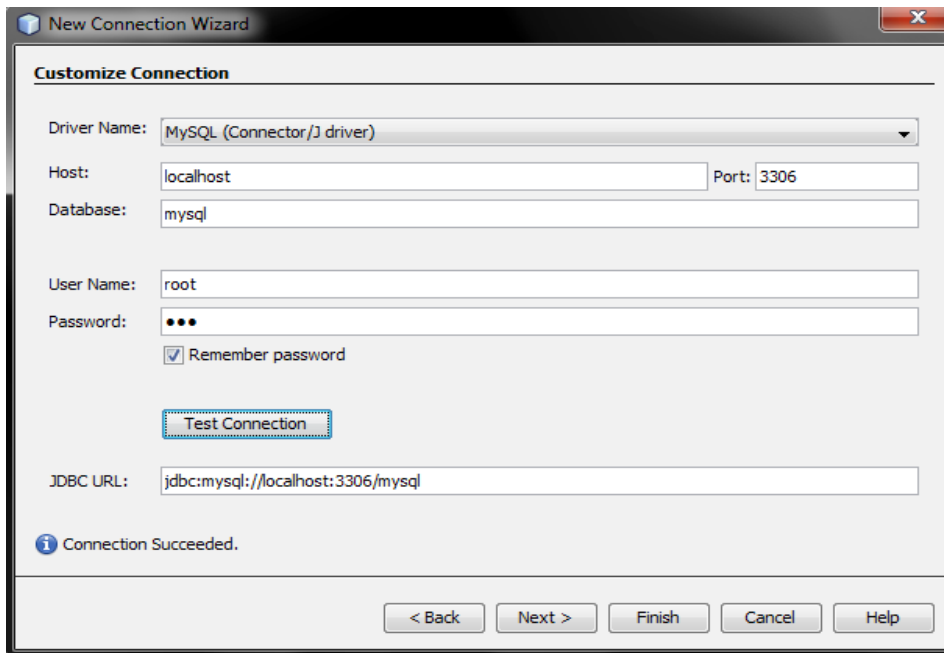 New Connection Wizard
Customize Connection
Driver Name: MySQL (Connector/J driver)
Host: localhost Port: 3306
Database: mysql
User Name: root
Password: ●●●
Remember password
Test Connection
JDBC URL: jdbc:mysql://localhost:3306/mysql
Connection Succeeded.
< Back Next > Finish Cancel Help